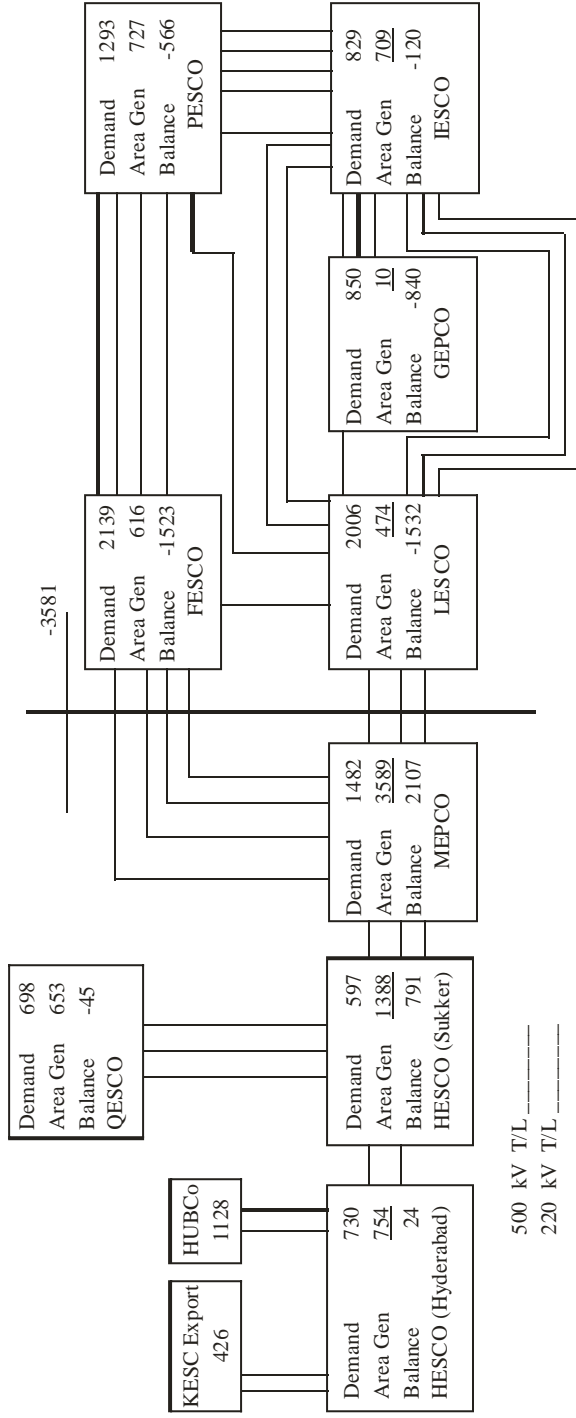 KESC Export
426
HUBCo
1128
Demand 730
Area Gen 754
Balance 24
HESCO (Hyderabad)
Demand 698
Area Gen 653
Balance -45
QESCO
Demand 597
Area Gen 1388
Balance 791
HESCO (Sukker)
Demand 1482
Area Gen 3589
Balance 2107
MEPCO
-3581
Demand 2139
Area Gen 616
Balance -1523
FESCO
Demand 2006
Area Gen 474
Balance -1532
LESCO
Demand 850
Area Gen 10
Balance -840
GEPCO
Demand 1293
Area Gen 727
Balance -566
PESCO
Demand 829
Area Gen 709
Balance -120
IESCO
500 kV T/L __________
220 kV T/L __________